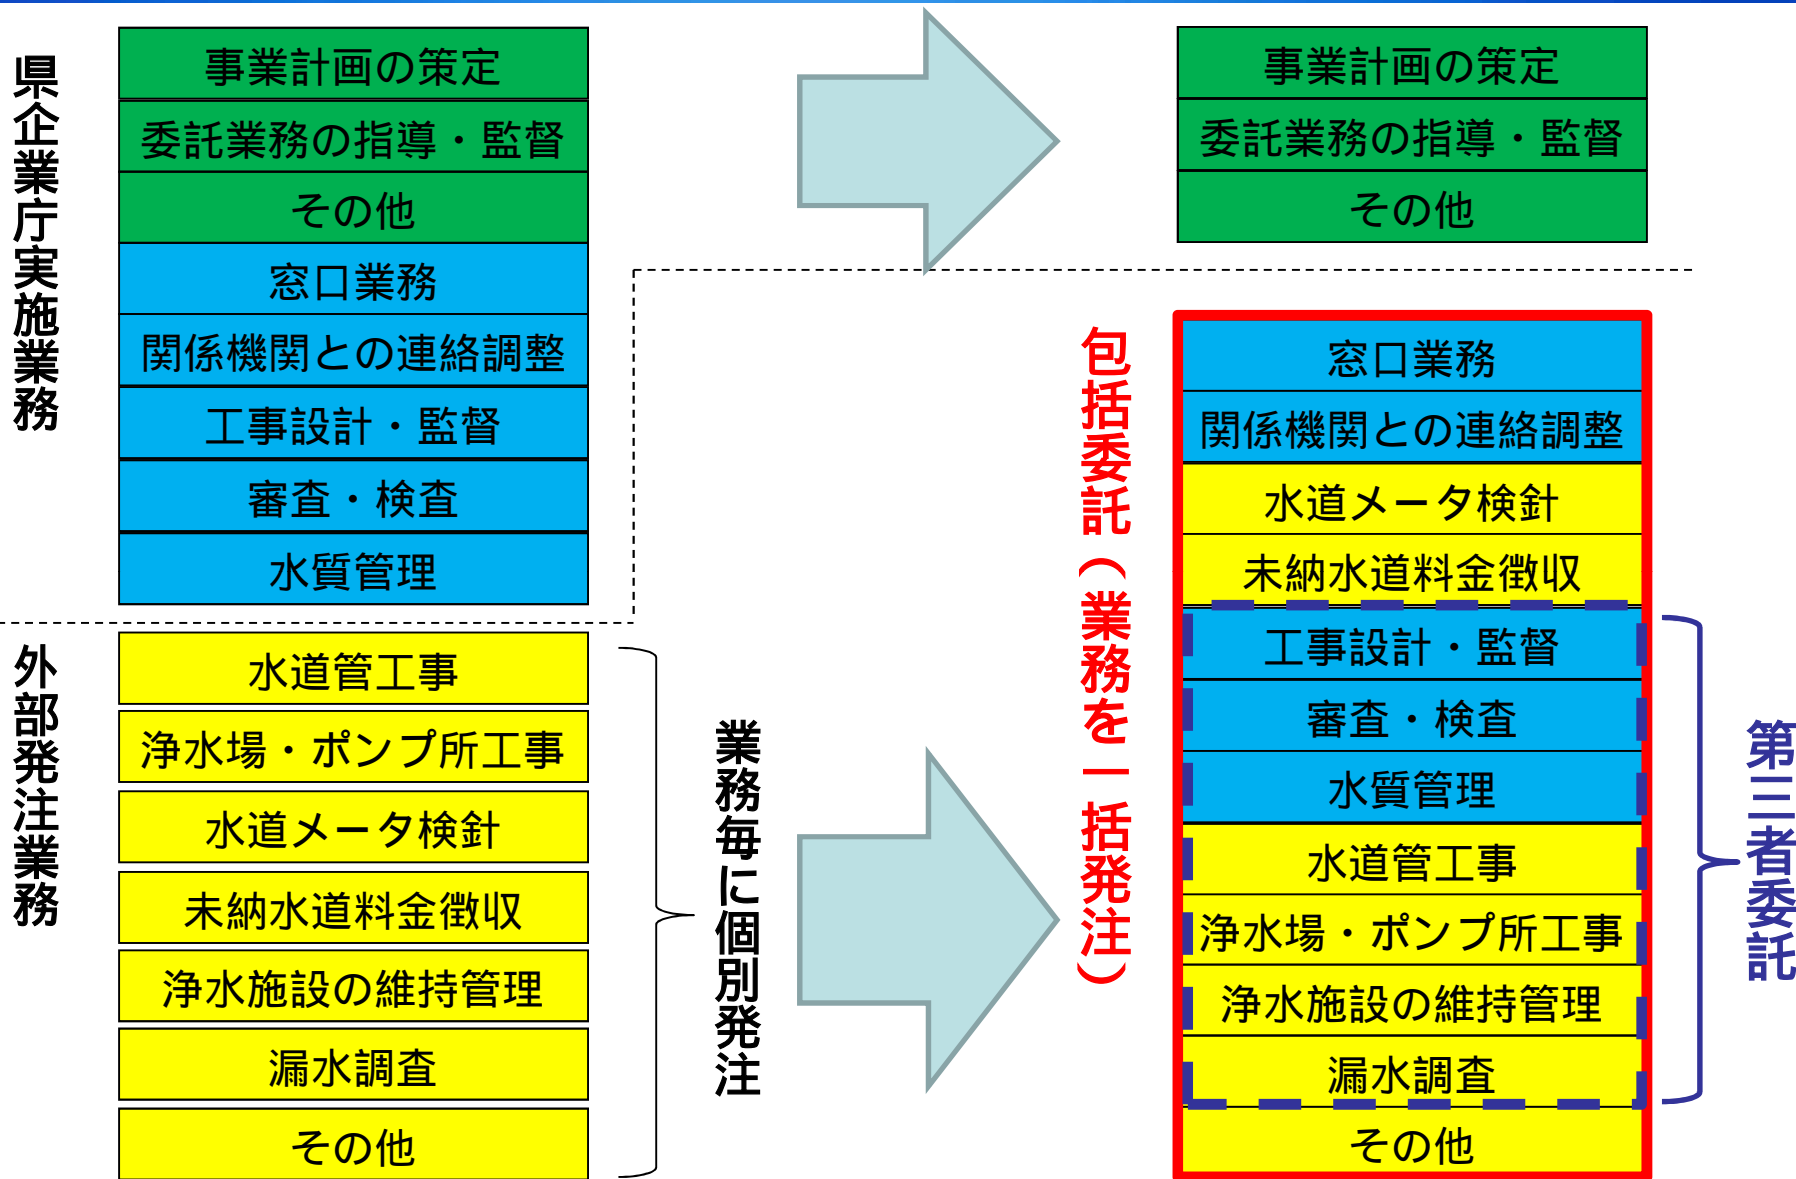 県企業庁実施業務
事業計画の策定
委託業務の指導・監督
その他
窓口業務
関係機関との連絡調整
工事設計・監督
審査・検査
水質管理
外部発注業務
水道管工事
浄水場・ポンプ所工事
水道メータ検針
未納水道料金徴収
浄水施設の維持管理
漏水調査
その他
業務毎に個別発注
事業計画の策定
委託業務の指導・監督
その他
包括委託（業務を一括発注）
窓口業務
関係機関との連絡調整
水道メータ検針
未納水道料金徴収
工事設計・監督
審査・検査
水質管理
水道管工事
浄水場・ポンプ所工事
浄水施設の維持管理
漏水調査
その他
第三者委託